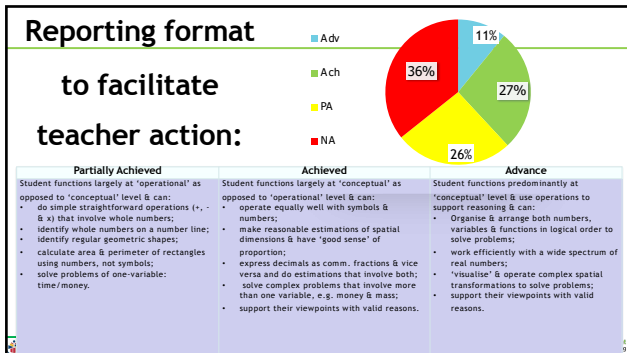 Reporting format
to facilitate
teacher action:
Adv
Ach
PA
NA
11%
27%
26%
36%
Partially Achieved
Student functions largely at ‘operational’ as
opposed to ‘conceptual’ level & can:
• do simple straightforward operations (+, -
& x) that involve whole numbers;
• identify whole numbers on a number line;
• identify regular geometric shapes;
• calculate area & perimeter of rectangles
using numbers, not symbols;
• solve problems of one-variable:
time/money.
Achieved
Student functions largely at ‘conceptual’ as
opposed to ‘operational’ level & can:
• operate equally well with symbols &
numbers;
• make reasonable estimations of spatial
dimensions & have ‘good sense’ of
proportion;
• express decimals as comm. fractions & vice
versa and do estimations that involve both;
• solve complex problems that involve more
than one variable, e.g. money & mass;
• support their viewpoints with valid reasons.
Advance
Student functions predominantly at
‘conceptual’ level & use operations to
support reasoning & can:
• Organise & arrange both numbers,
variables & functions in logical order to
solve problems;
• work efficiently with a wide spectrum of
real numbers;
• ‘visualise’ & operate complex spatial
transformations to solve problems;
• support their viewpoints with valid
reasons.